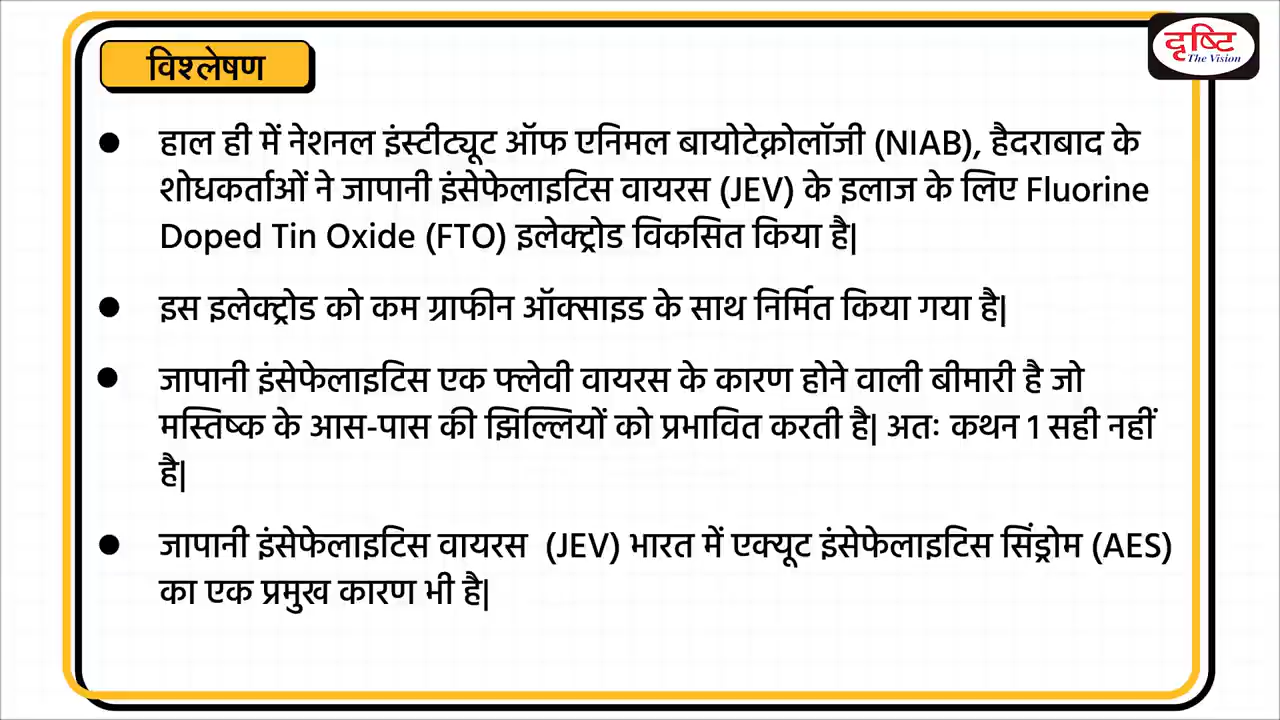 विश्लेषण
दृष्टि
The Vision
● हाल ही में नेशनल इंस्टीट्यूट ऑफ एनिमल बायोटेक्नोलॉजी (NIAB), हैदराबाद के
शोधकर्ताओं ने जापानी इंसेफेलाइटिस वायरस (JEV) के इलाज के लिए Fluorine
Doped Tin Oxide (FTO) इलेक्ट्रोड विकसित किया है|
● इस इलेक्ट्रोड को कम ग्राफीन ऑक्साइड के साथ निर्मित किया गया है|
● जापानी इंसेफेलाइटिस एक फ्लेवी वायरस के कारण होने वाली बीमारी है जो
मस्तिष्क के आस-पास की झिल्लियों को प्रभावित करती है| अतः कथन 1 सही नहीं
है|
● जापानी इंसेफेलाइटिस वायरस (JEV) भारत में एक्यूट इंसेफेलाइटिस सिंड्रोम (AES)
का एक प्रमुख कारण भी है|